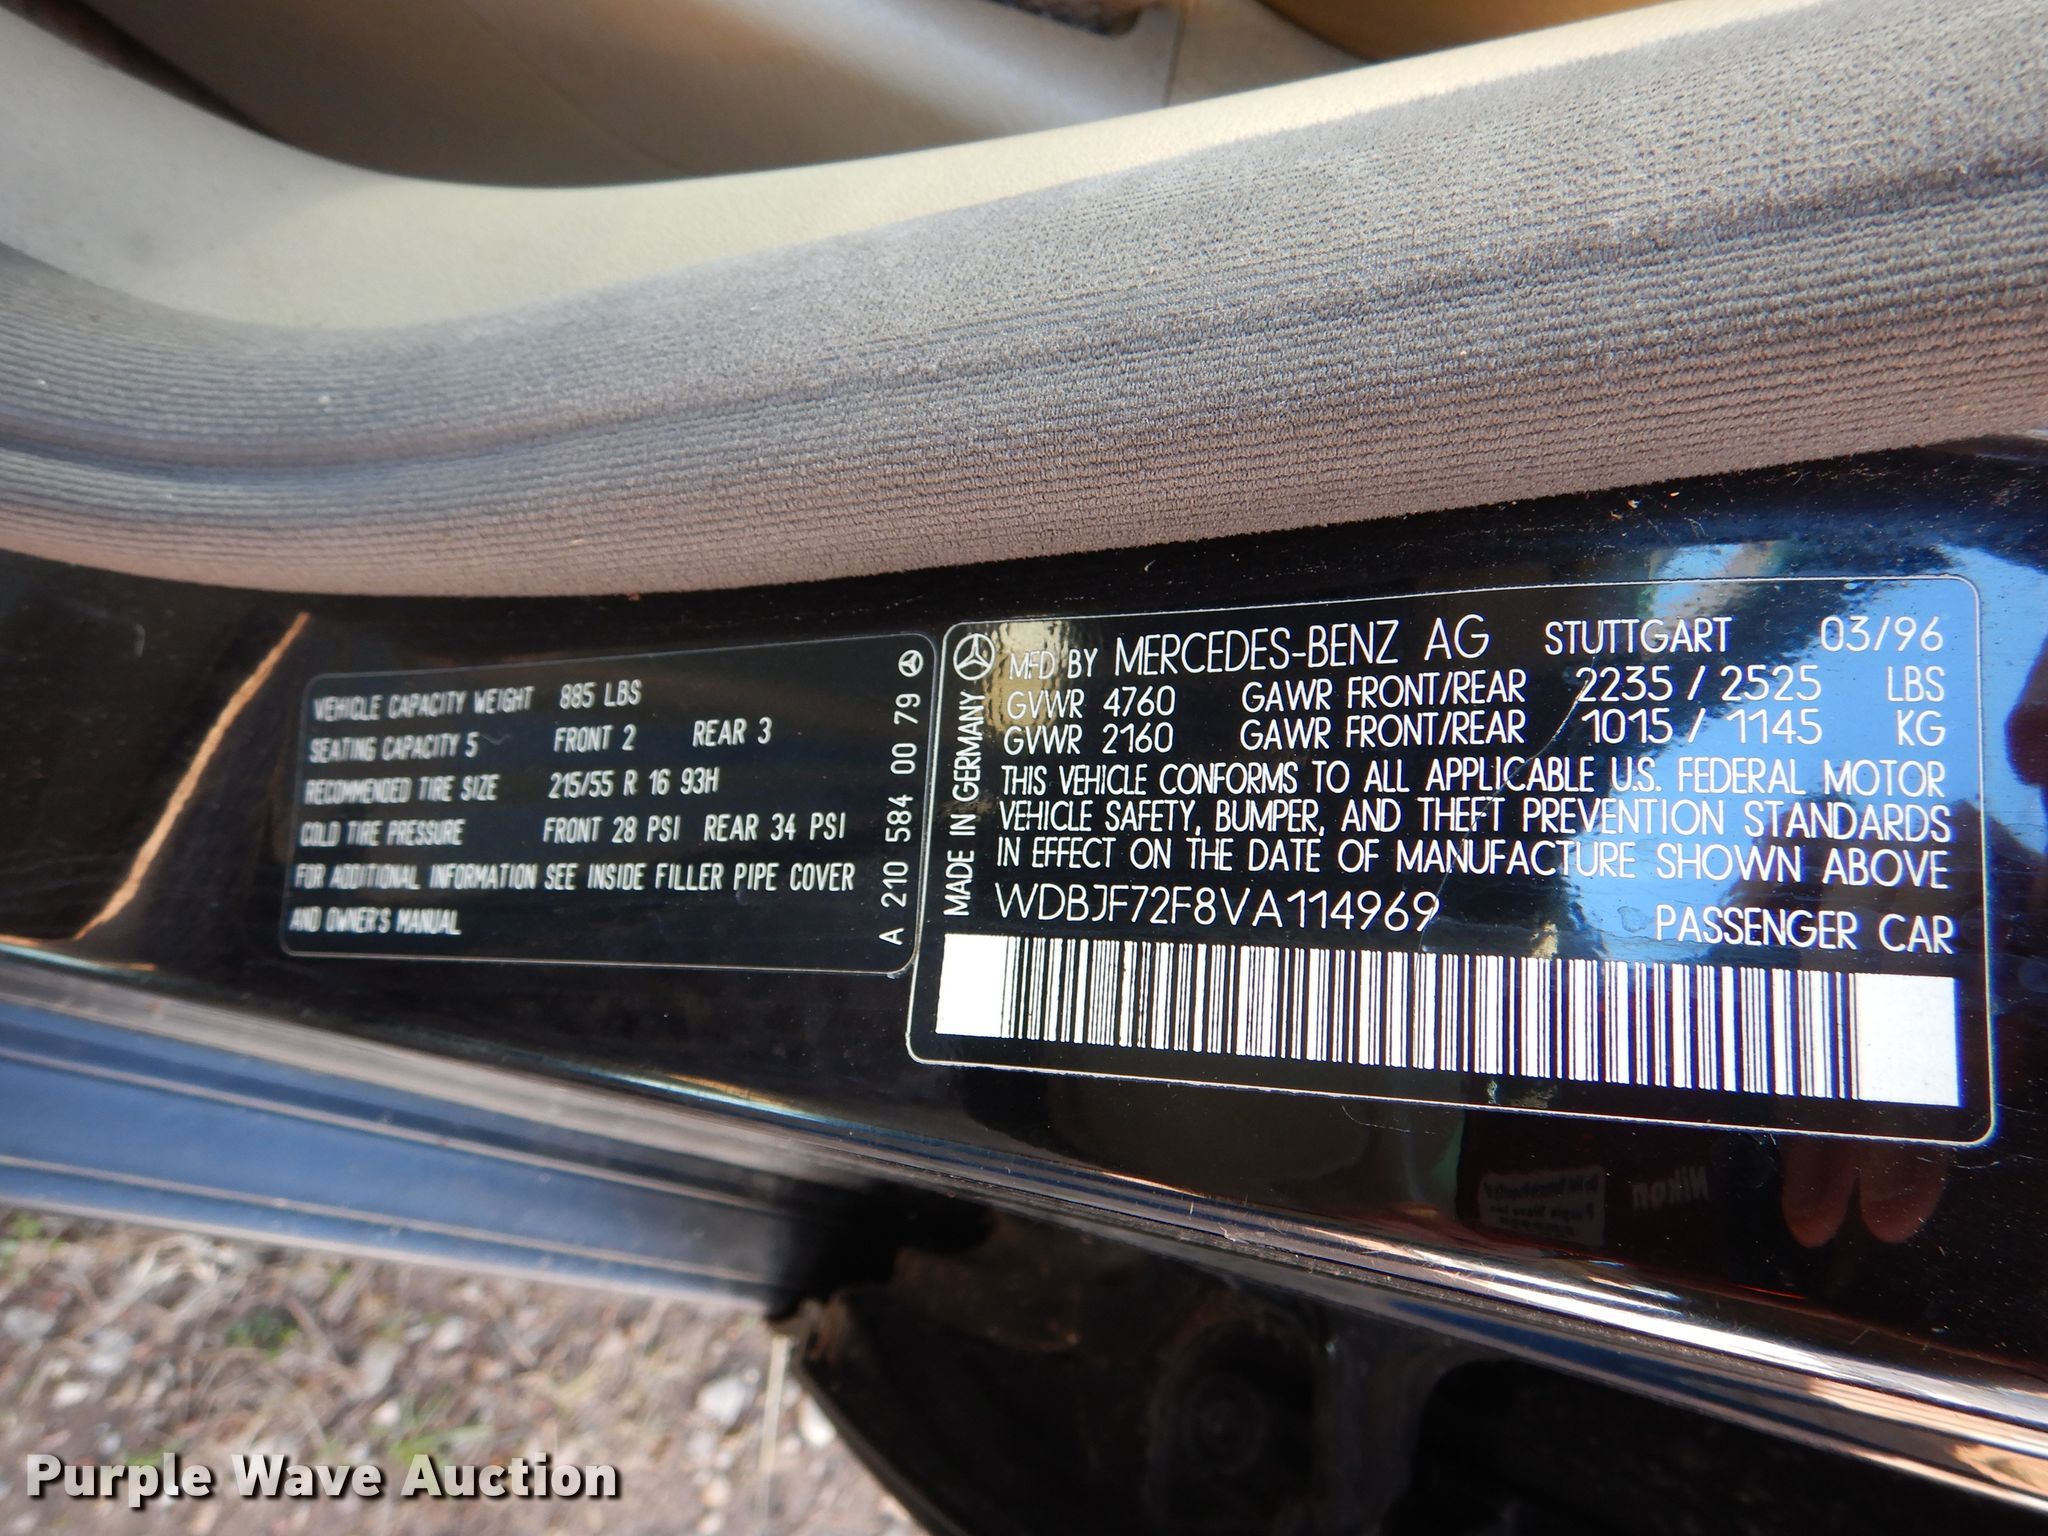 VEHICLE CAPACITY WEIGHT 885 LBS
SEATING CAPACITY 5 FRONT 2 REAR 3
RECOMMENDED TIRE SIZE 215/55 R 16 93H
COLD TIRE PRESSURE FRONT 28 PSI REAR 34 PSI
FOR ADDITIONAL INFORMATION SEE INSIDE FILLER PIPE COVER
AND OWNER'S MANUAL
A 210 584 00 79
MADE IN GERMANY
MFD BY MERCEDES-BENZ AG STUTTGART 03/96
GVWR 4760 GAWR FRONT/REAR 2235 / 2525 LBS
GVWR 2160 GAWR FRONT/REAR 1015 / 1145 KG
THIS VEHICLE CONFORMS TO ALL APPLICABLE U.S. FEDERAL MOTOR
VEHICLE SAFETY, BUMPER, AND THEFT PREVENTION STANDARDS
IN EFFECT ON THE DATE OF MANUFACTURE SHOWN ABOVE
WDBJF72F8VA114969 PASSENGER CAR
Nikon
Purple Wave Auction